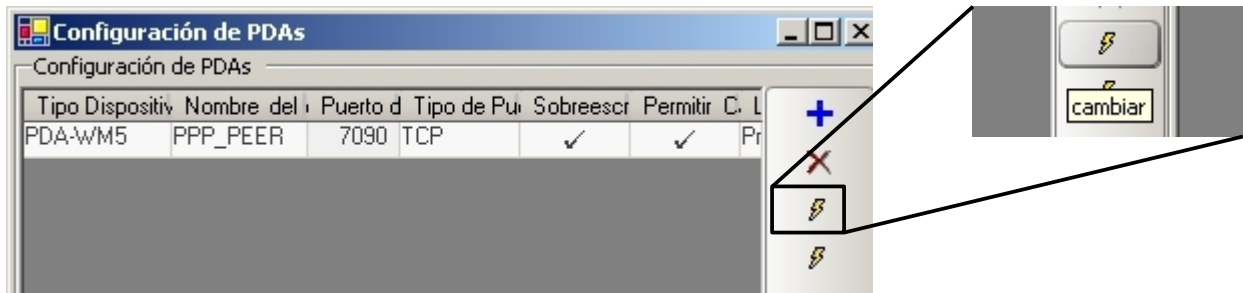 Configuración de PDAs
Configuración de PDAs
Tipo Dispositiv Nombre del Puerto d Tipo de Pu Sobreescr Permitir C. L
PDA-WM5 PPP_PEER 7090 TCP ✓ ✓ Pr
cambiar